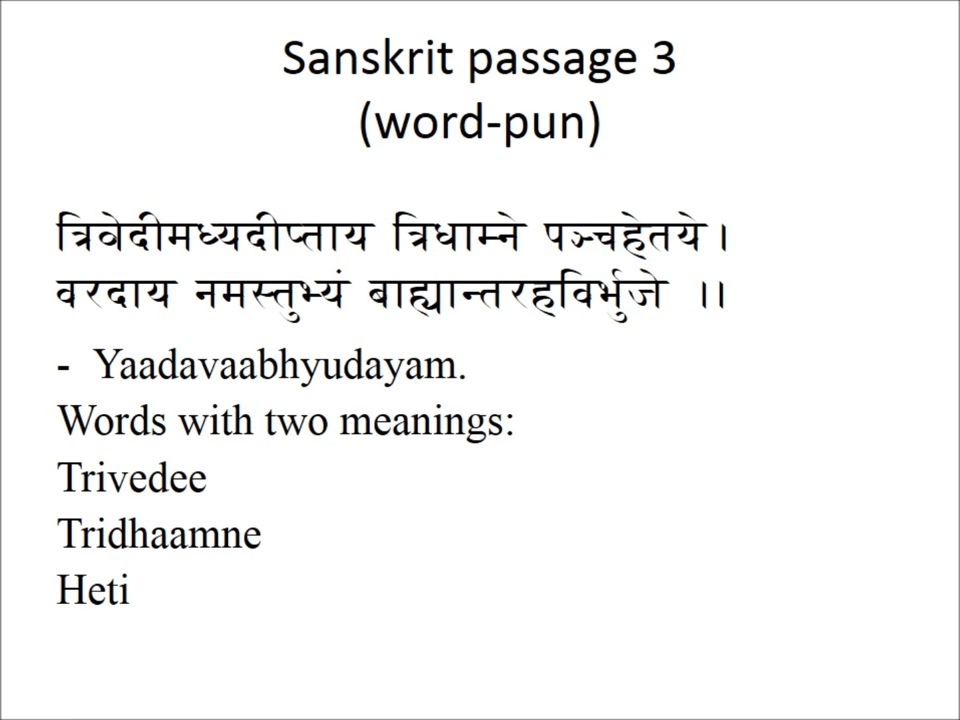 Sanskrit passage 3
(word-pun)
त्रिवेदीमध्यदीप्ताय त्रिधाम्ने पञ्चहेतये।
वरदाय नमस्तुभ्यं बाह्यान्तरहविर्भुजे ।।
- Yaadavaabhyudayam.
Words with two meanings:
Trivedee
Tridhaamne
Heti